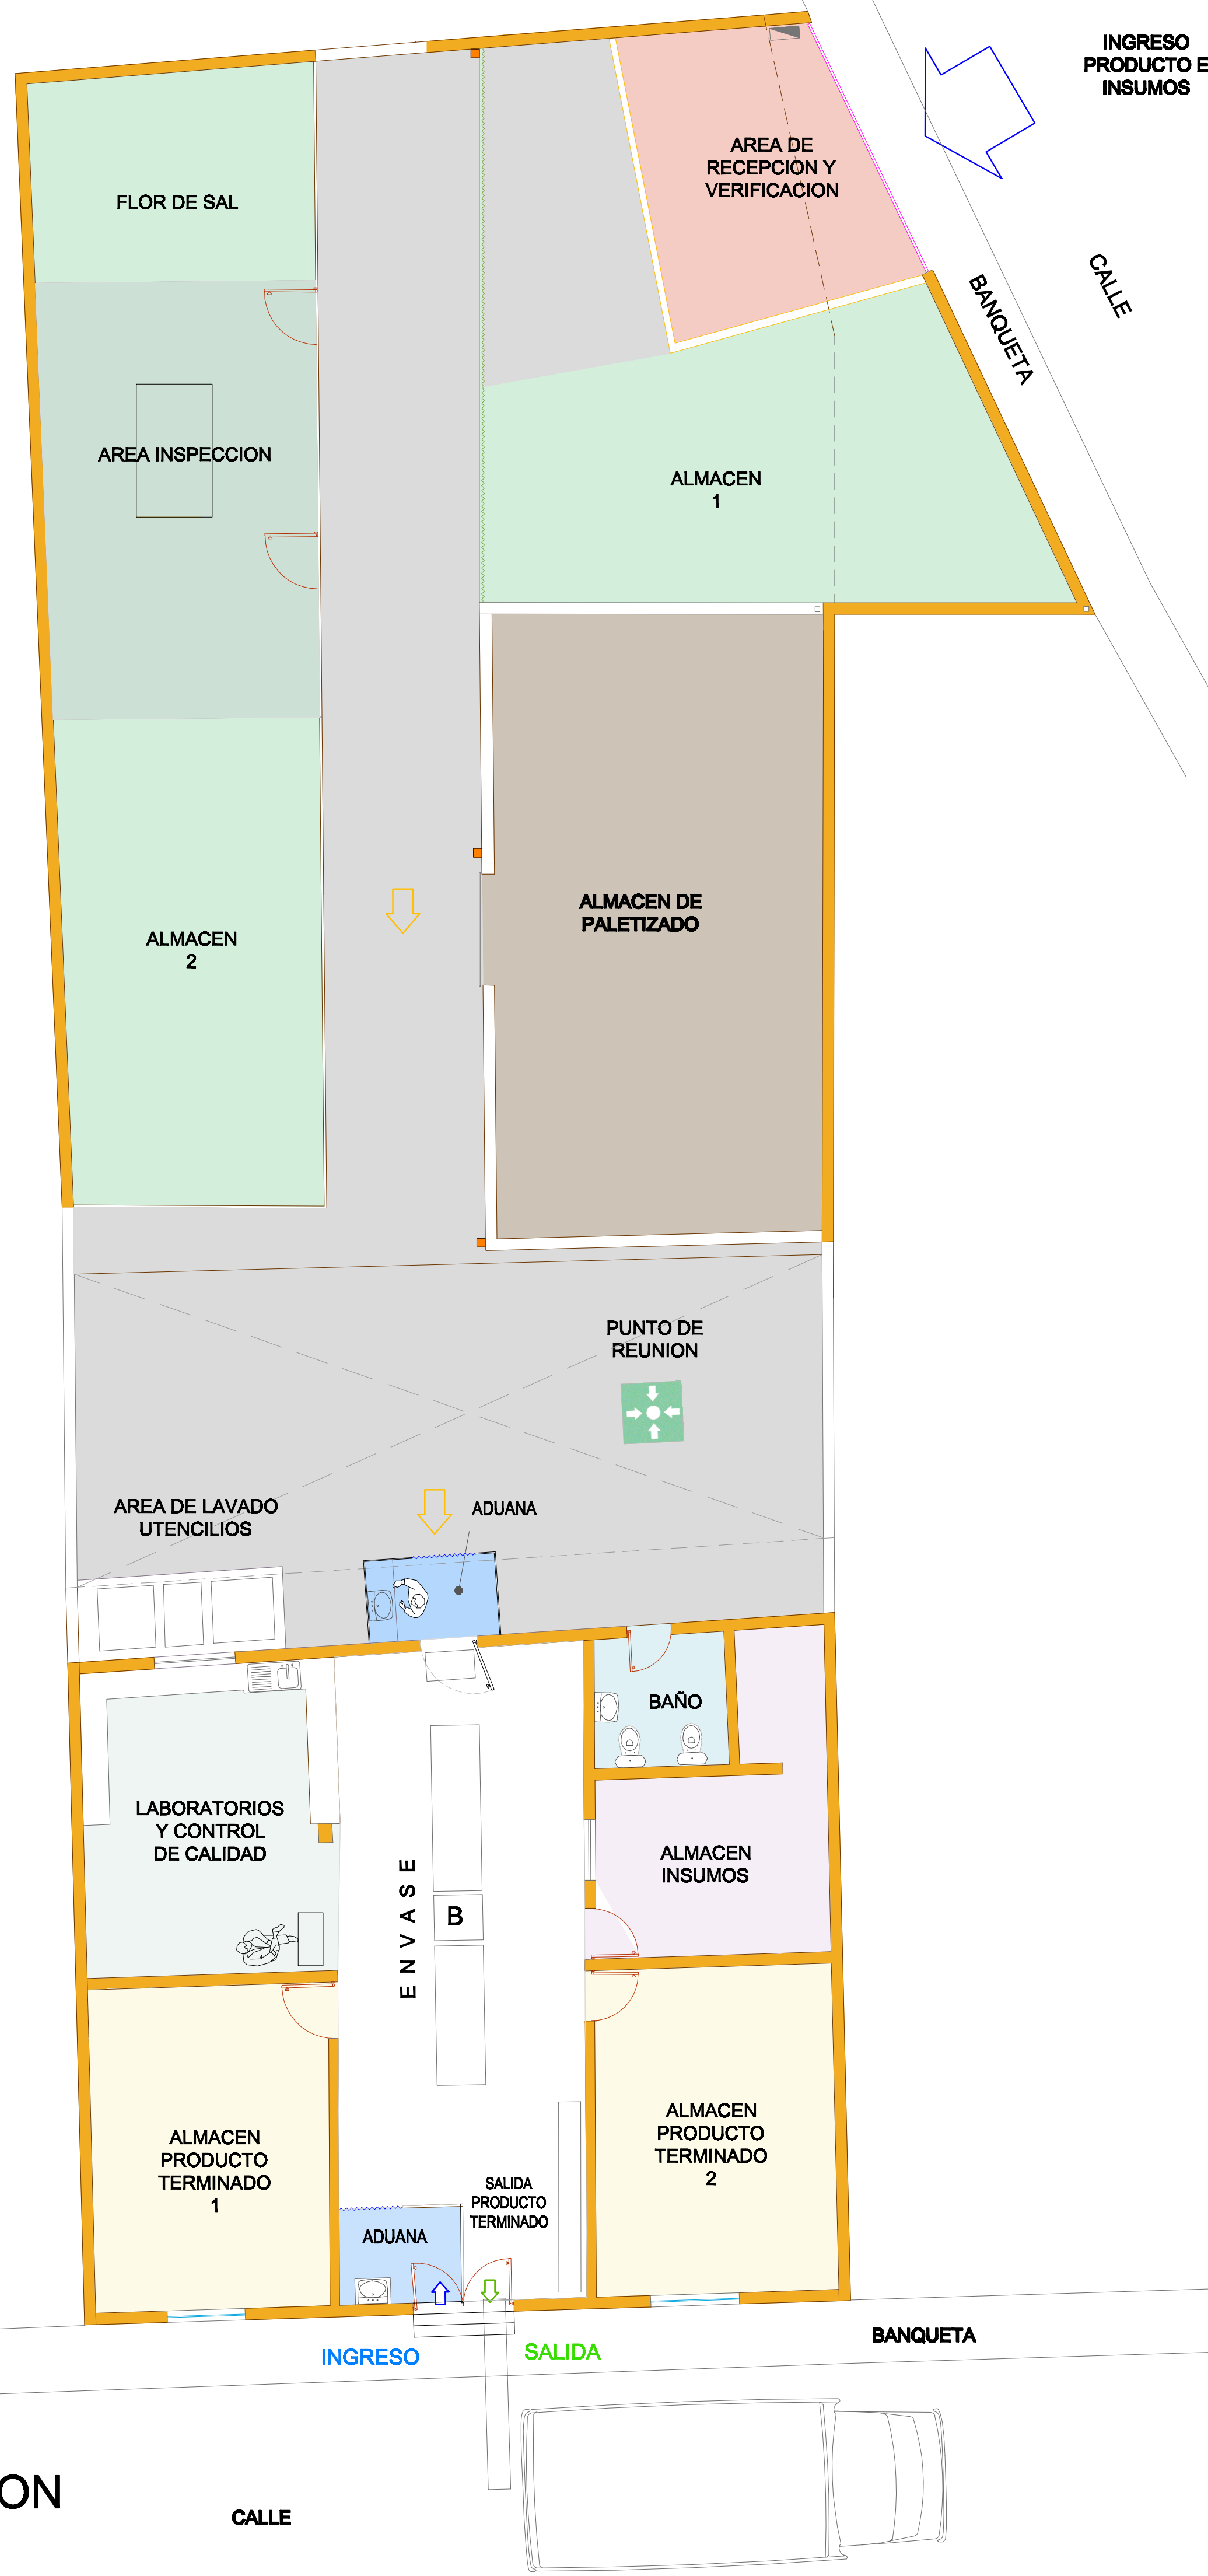 INGRESO
PRODUCTO E
INSUMOS
AREA DE
RECEPCION Y
VERIFICACION
FLOR DE SAL
CALLE
BANQUETA
AREA INSPECCION
ALMACEN
1
ALMACEN DE
PALETIZADO
ALMACEN
2
PUNTO DE
REUNION
AREA DE LAVADO
UTENCILIOS
ADUANA
BAÑO
LABORATORIOS
Y CONTROL
DE CALIDAD
ENVASE
B
ALMACEN
INSUMOS
ALMACEN
PRODUCTO
TERMINADO
1
ALMACEN
PRODUCTO
TERMINADO
2
SALIDA
PRODUCTO
TERMINADO
ADUANA
INGRESO
SALIDA
BANQUETA
ON
CALLE